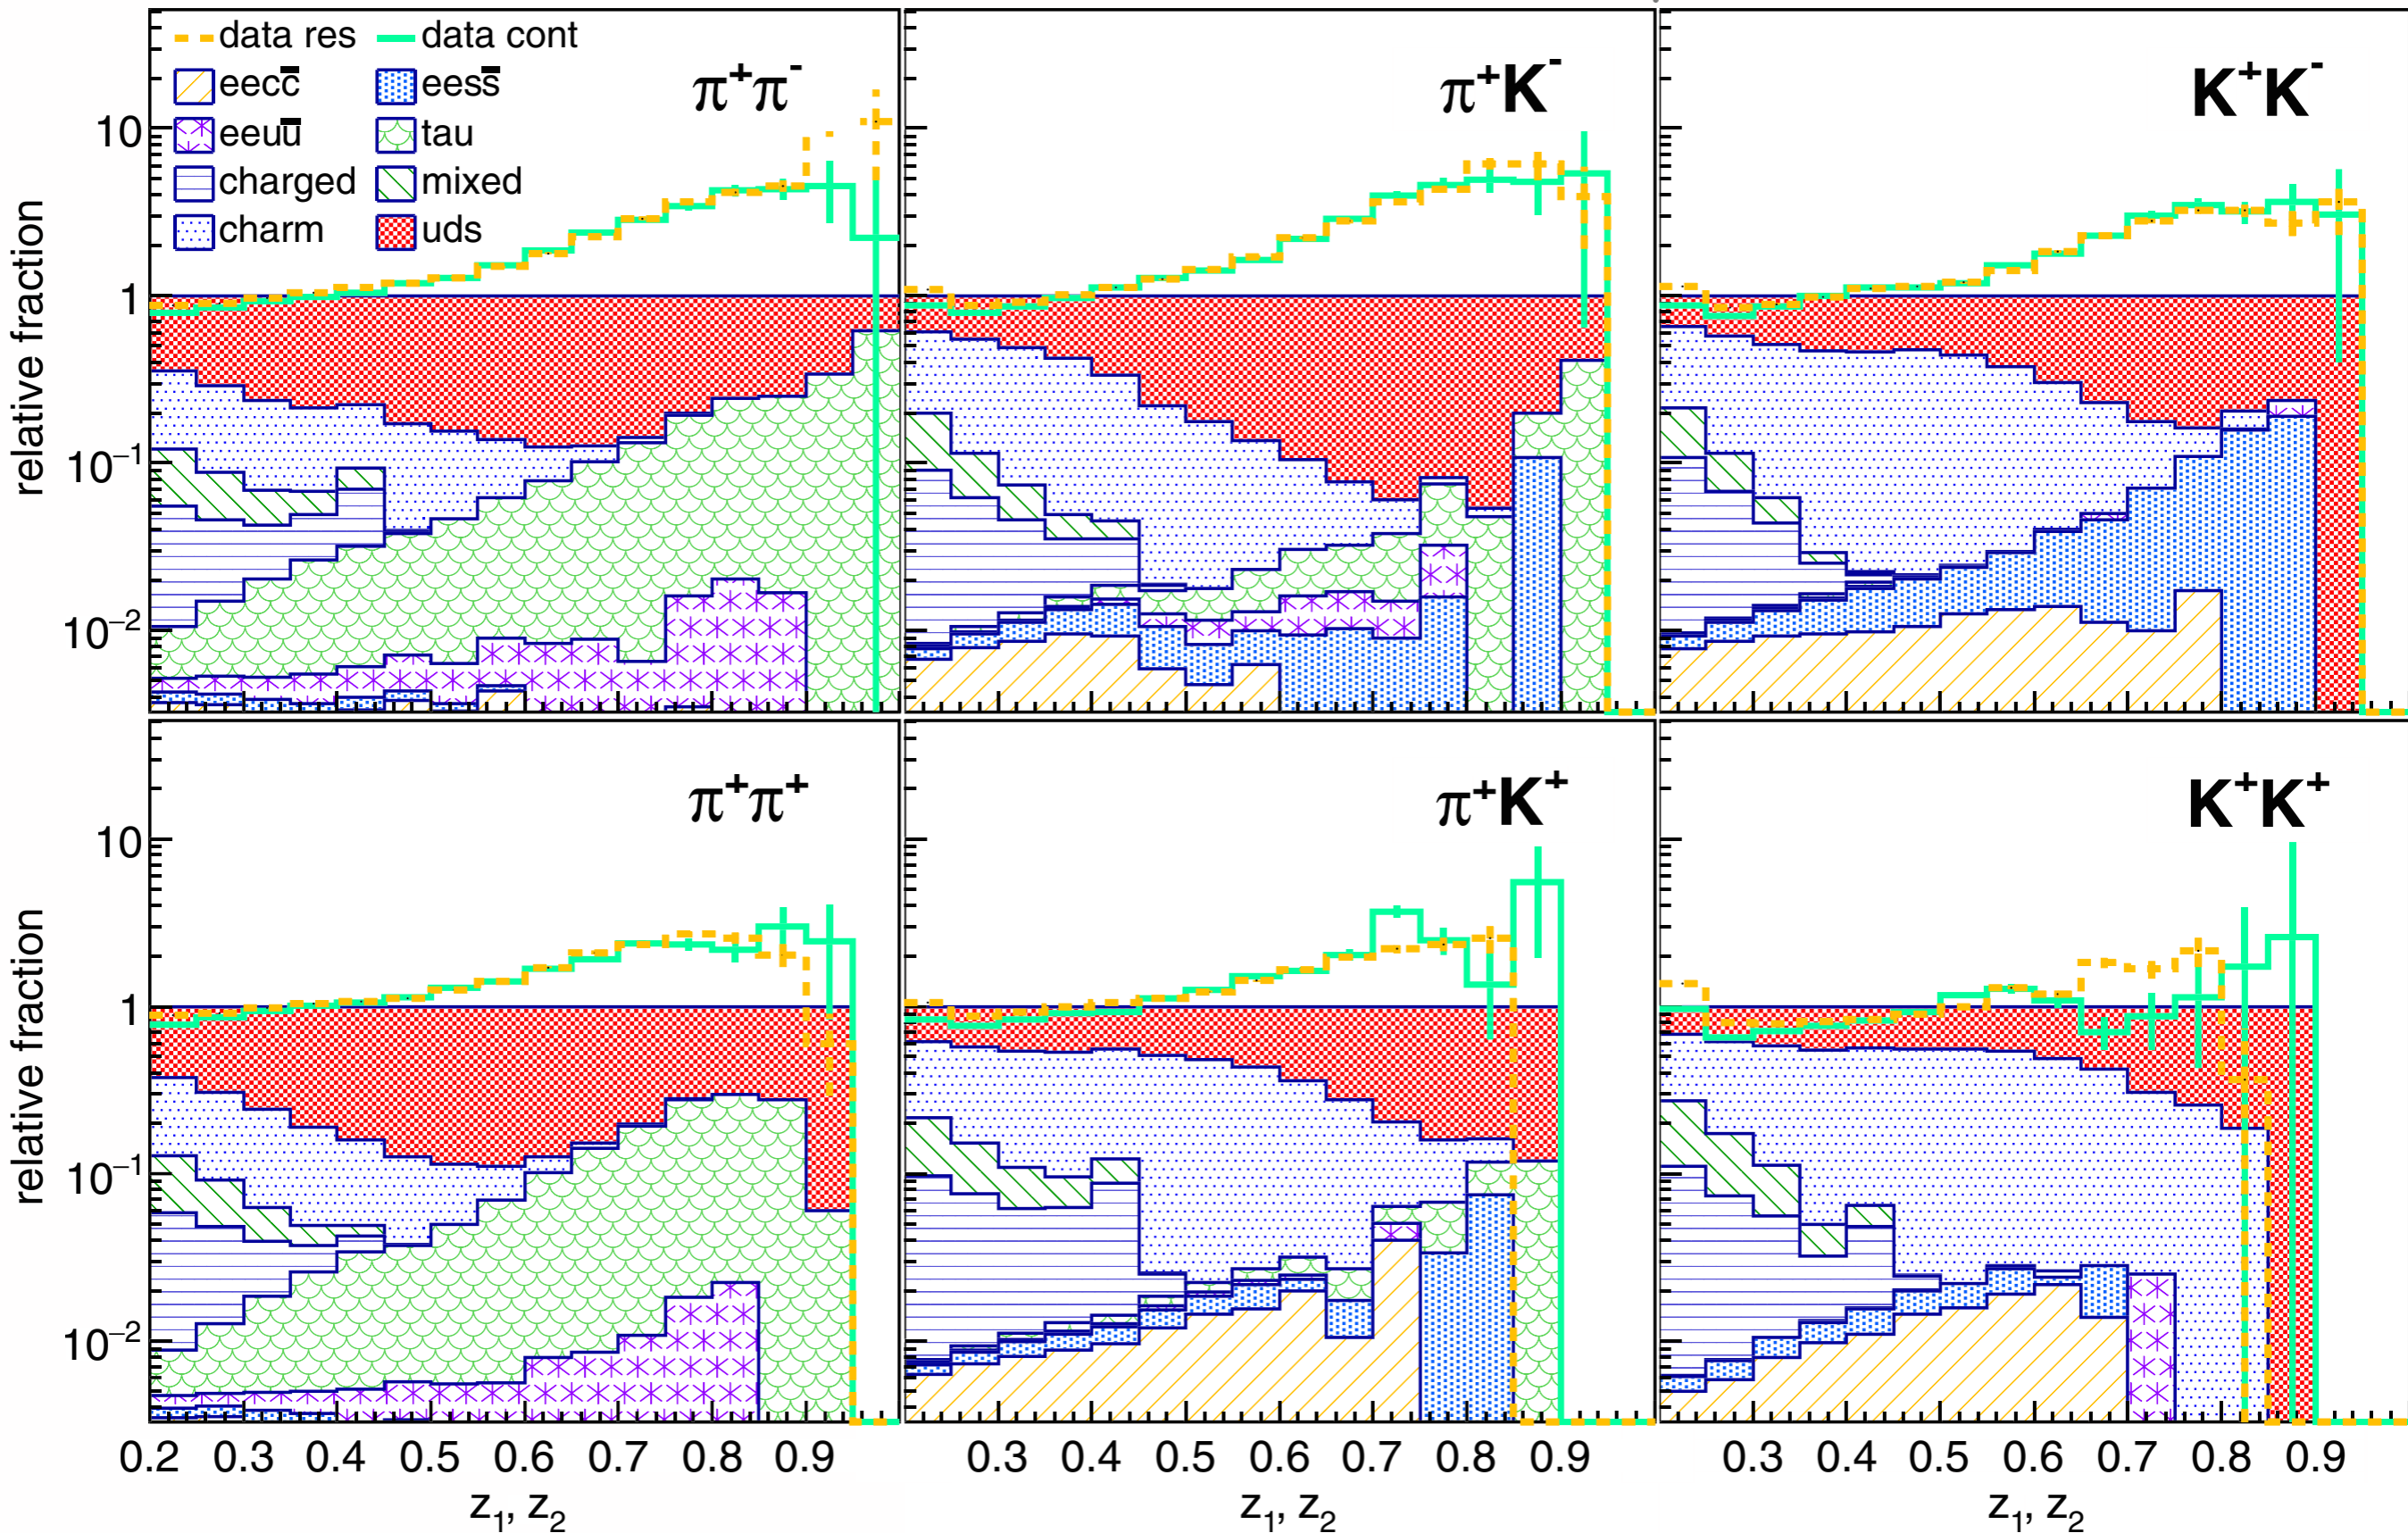 data res data cont
eecc̅ ees̅s
eeuu̅ tau
charged mixed
charm uds
π⁺π⁻
π⁺K⁻
K⁺K⁻
relative fraction
10
1
10⁻¹
10⁻²
π⁺π⁺
π⁺K⁺
K⁺K⁺
relative fraction
10
1
10⁻¹
10⁻²
0.2 0.3 0.4 0.5 0.6 0.7 0.8 0.9
0.3 0.4 0.5 0.6 0.7 0.8 0.9
0.3 0.4 0.5 0.6 0.7 0.8 0.9
z₁, z₂
z₁, z₂
z₁, z₂